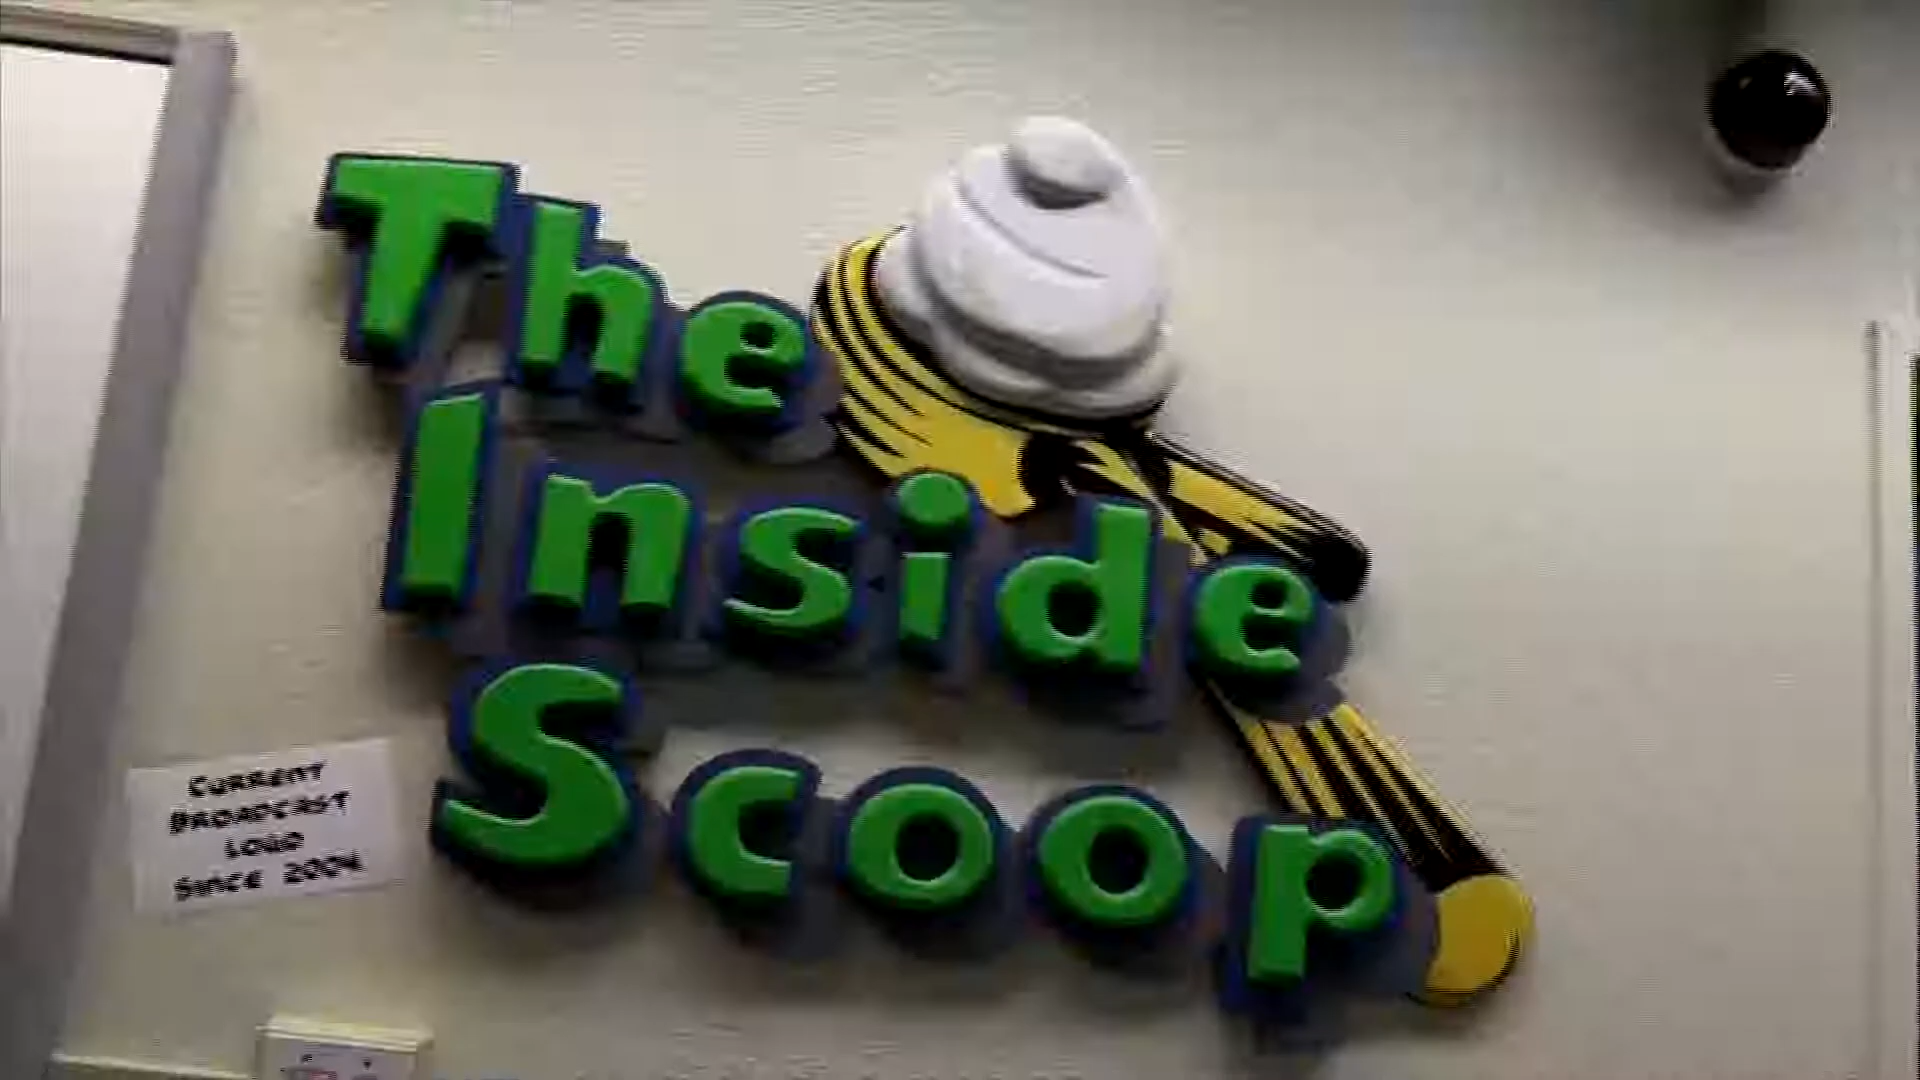 The
Inside
Scoop
CURRENT
BROADCAST
LOUD
SINCE 2004